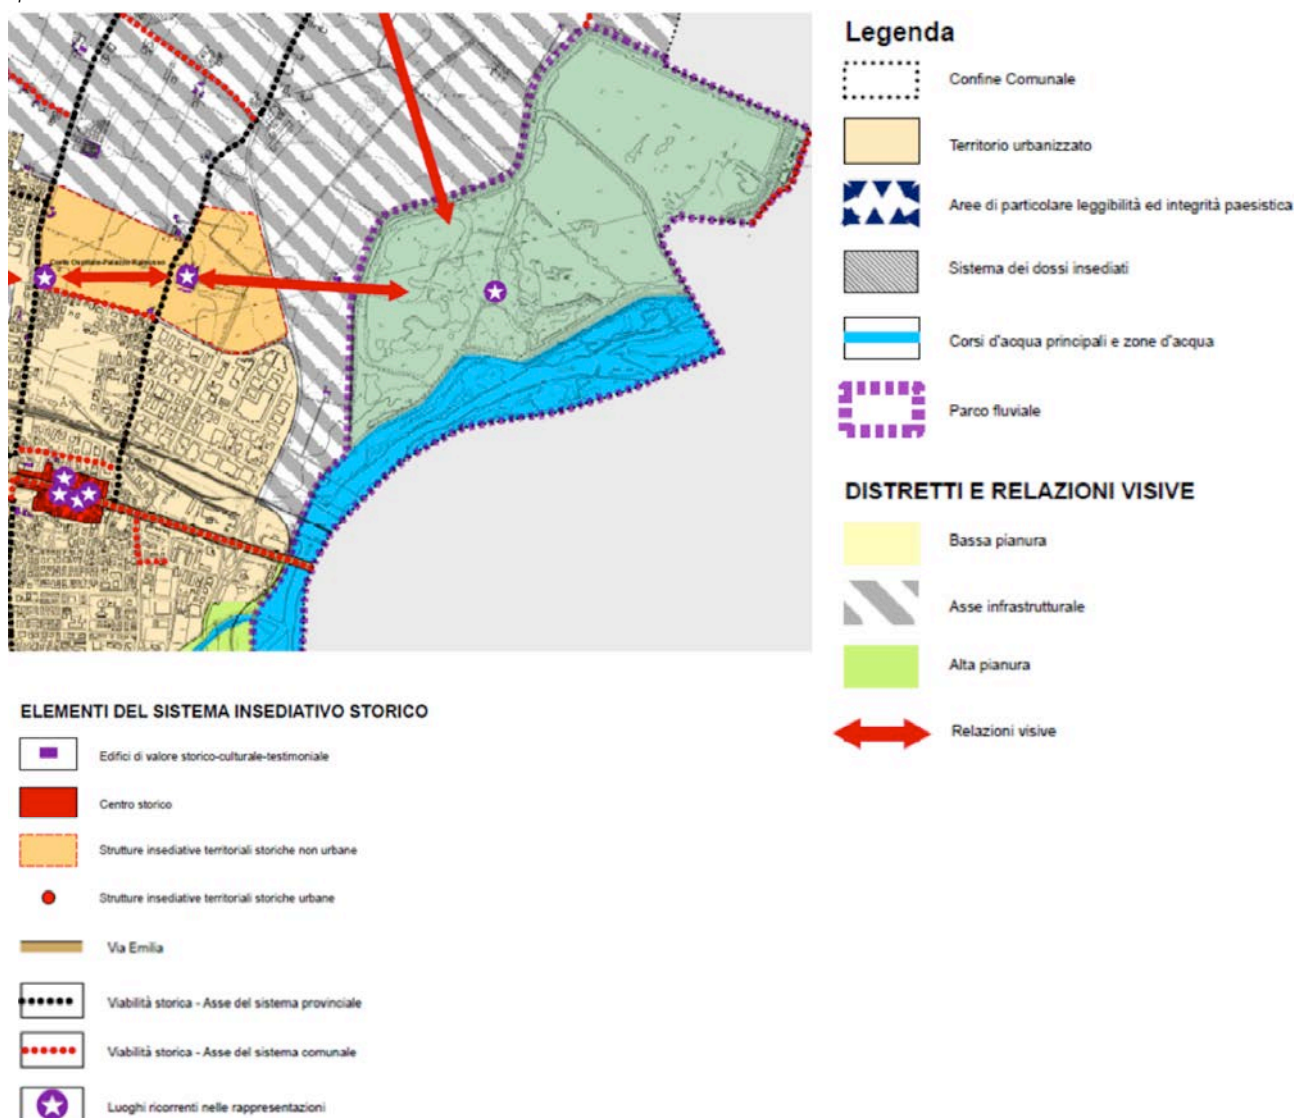 Legenda
Confine Comunale
Territorio urbanizzato
Aree di particolare leggibilità ed integrità paesistica
Sistema dei dossi insediati
Corsi d'acqua principali e zone d'acqua
Parco fluviale
DISTRETTI E RELAZIONI VISIVE
Bassa pianura
Asse infrastrutturale
Alta pianura
Relazioni visive
ELEMENTI DEL SISTEMA INSEDIATIVO STORICO
Edifici di valore storico-culturale-testimoniale
Centro storico
Strutture insediative territoriali storiche non urbane
Strutture insediative territoriali storiche urbane
Via Emilia
Viabilità storica - Asse del sistema provinciale
Viabilità storica - Asse del sistema comunale
Luoghi ricorrenti nelle rappresentazioni